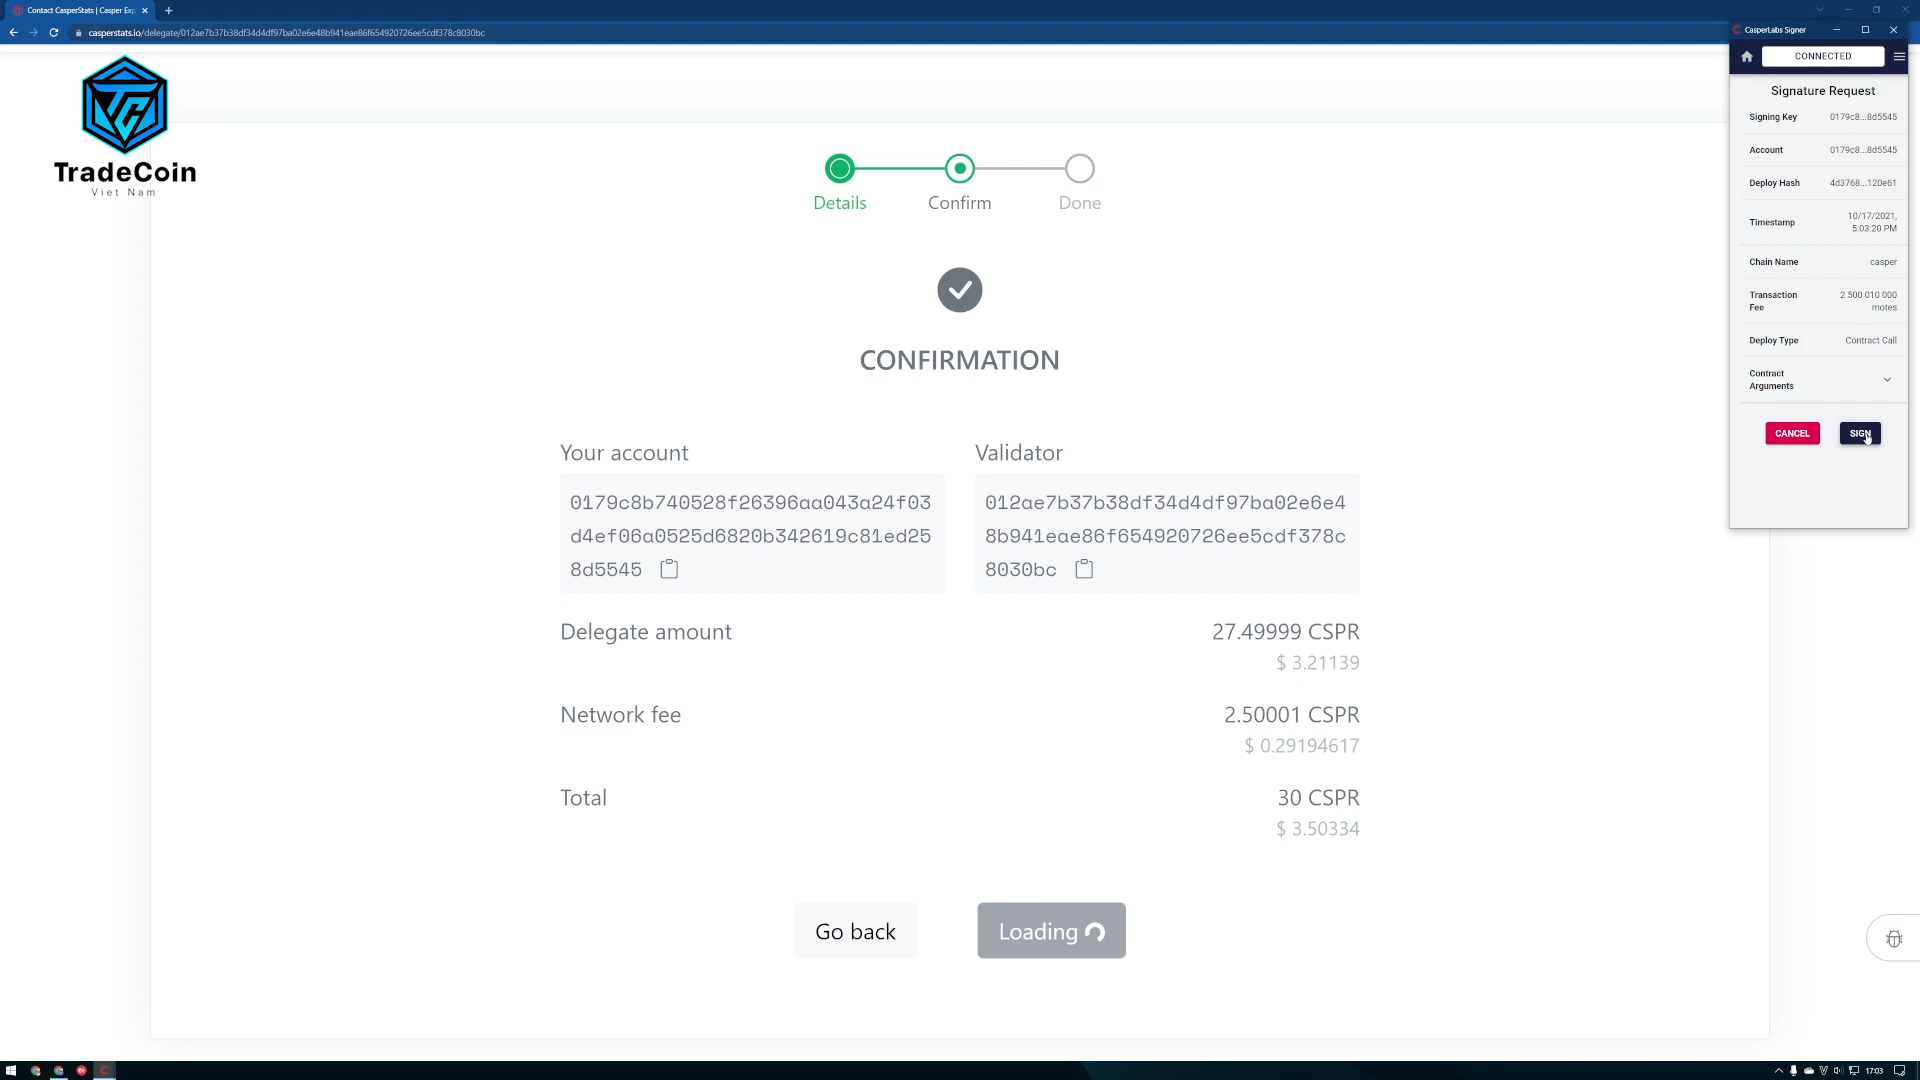 Contact CasperStats | Casper Exp
casperstats.io/delegate/012ae7b37b38df34d4df97ba02e6e48b941eae86f654920726ee5cdf378c8030bc
TradeCoin
Viet Nam
Details
Confirm
Done
CONFIRMATION
Your account
0179c8b740528f26396aa043a24f03
d4ef06a0525d6820b342619c81ed25
8d5545
Validator
012ae7b37b38df34d4df97ba02e6e4
8b941eae86f654920726ee5cdf378c
8030bc
Delegate amount
27.49999 CSPR
$ 3.21139
Network fee
2.50001 CSPR
$ 0.29194617
Total
30 CSPR
$ 3.50334
Go back
Loading
CasperLabs Signer
CONNECTED
Signature Request
Signing Key
0179c8...8d5545
Account
0179c8...8d5545
Deploy Hash
4d3768...120e61
Timestamp
10/17/2021,
5:03:20 PM
Chain Name
casper
Transaction
Fee
2 500 010 000
motes
Deploy Type
Contract Call
Contract
Arguments
CANCEL
SIGN
17:03